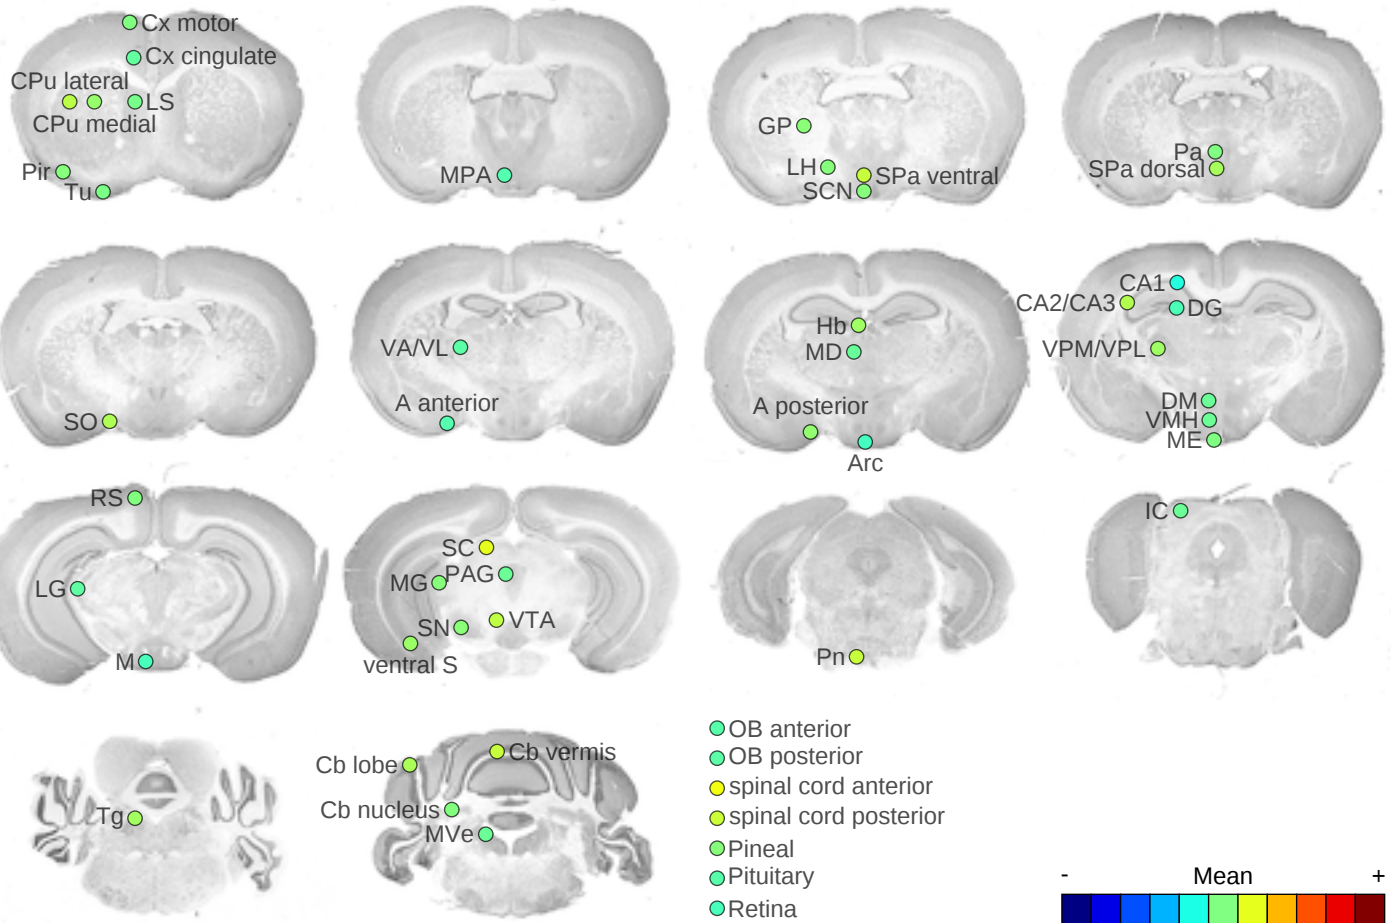 Cx motor
Cx cingulate
CPu lateral
LS
CPu medial
Pir
Tu
MPA
GP
LH
SPa ventral
SCN
Pa
SPa dorsal
SO
VA/VL
A anterior
Hb
MD
A posterior
Arc
CA1
CA2/CA3
DG
VPM/VPL
DM
VMH
ME
RS
LG
M
SC
MG
PAG
SN
VTA
ventral S
Pn
IC
Tg
Cb lobe
Cb vermis
Cb nucleus
MVe
OB anterior
OB posterior
spinal cord anterior
spinal cord posterior
Pineal
Pituitary
Retina
- Mean +